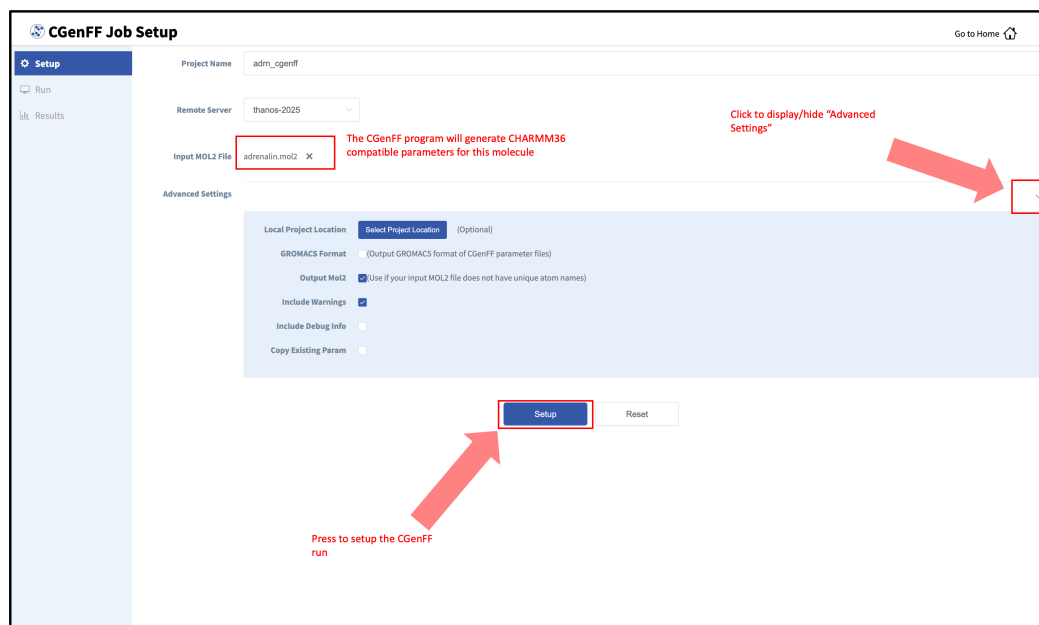 CGenFF Job Setup
Go to Home
Setup
Run
Results
Project Name
adrn_cgenff
Remote Server
thanos-2025
Click to display/hide “Advanced
Settings”
The CGenFF program will generate CHARMM36
compatible parameters for this molecule
Input MOL2 File
adrenalin.mol2 ✕
Advanced Settings
Local Project Location
Select Project Location
(Optional)
GROMACS Format
(Output GROMACS format of CGenFF parameter files)
Output Mol2
(Use if your input MOL2 file does not have unique atom names)
Include Warnings
Include Debug Info
Copy Existing Param
Setup
Reset
Press to setup the CGenFF
run